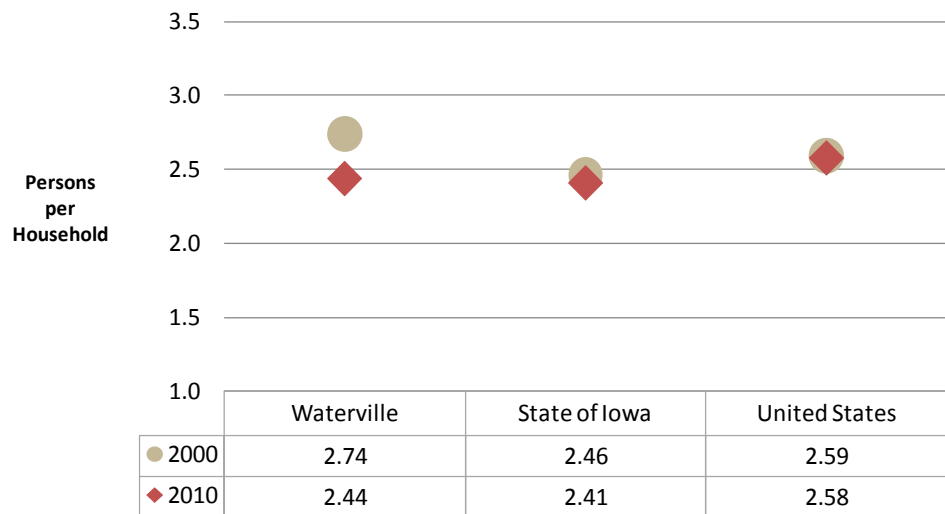 3.5
3.0
2.5
2.0
1.5
1.0
Persons
per
Household
Waterville State of Iowa United States
2000 2.74 2.46 2.59
2010 2.44 2.41 2.58